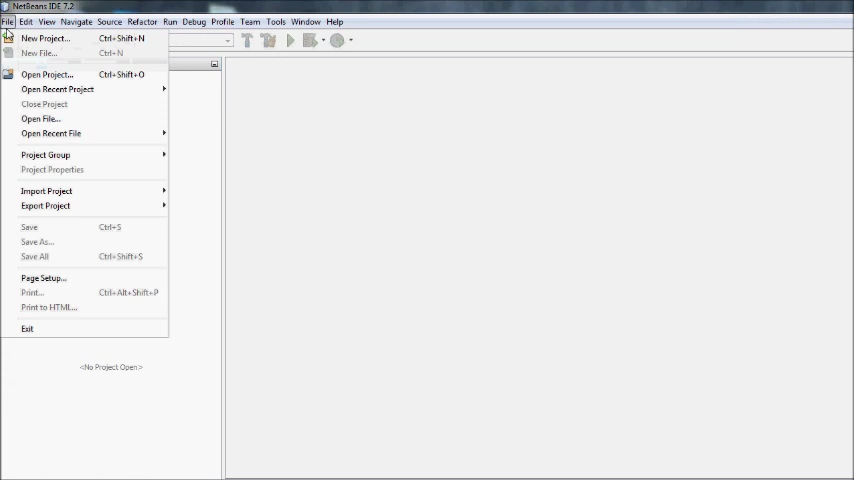 NetBeans IDE 7.2
File Edit View Navigate Source Refactor Run Debug Profile Team Tools Window Help
New Project... Ctrl+Shift+N
New File... Ctrl+N
Open Project... Ctrl+Shift+O
Open Recent Project
Close Project
Open File...
Open Recent File
Project Group
Project Properties
Import Project
Export Project
Save Ctrl+S
Save As...
Save All Ctrl+Shift+S
Page Setup...
Print... Ctrl+Alt+Shift+P
Print to HTML...
Exit
<No Project Open>